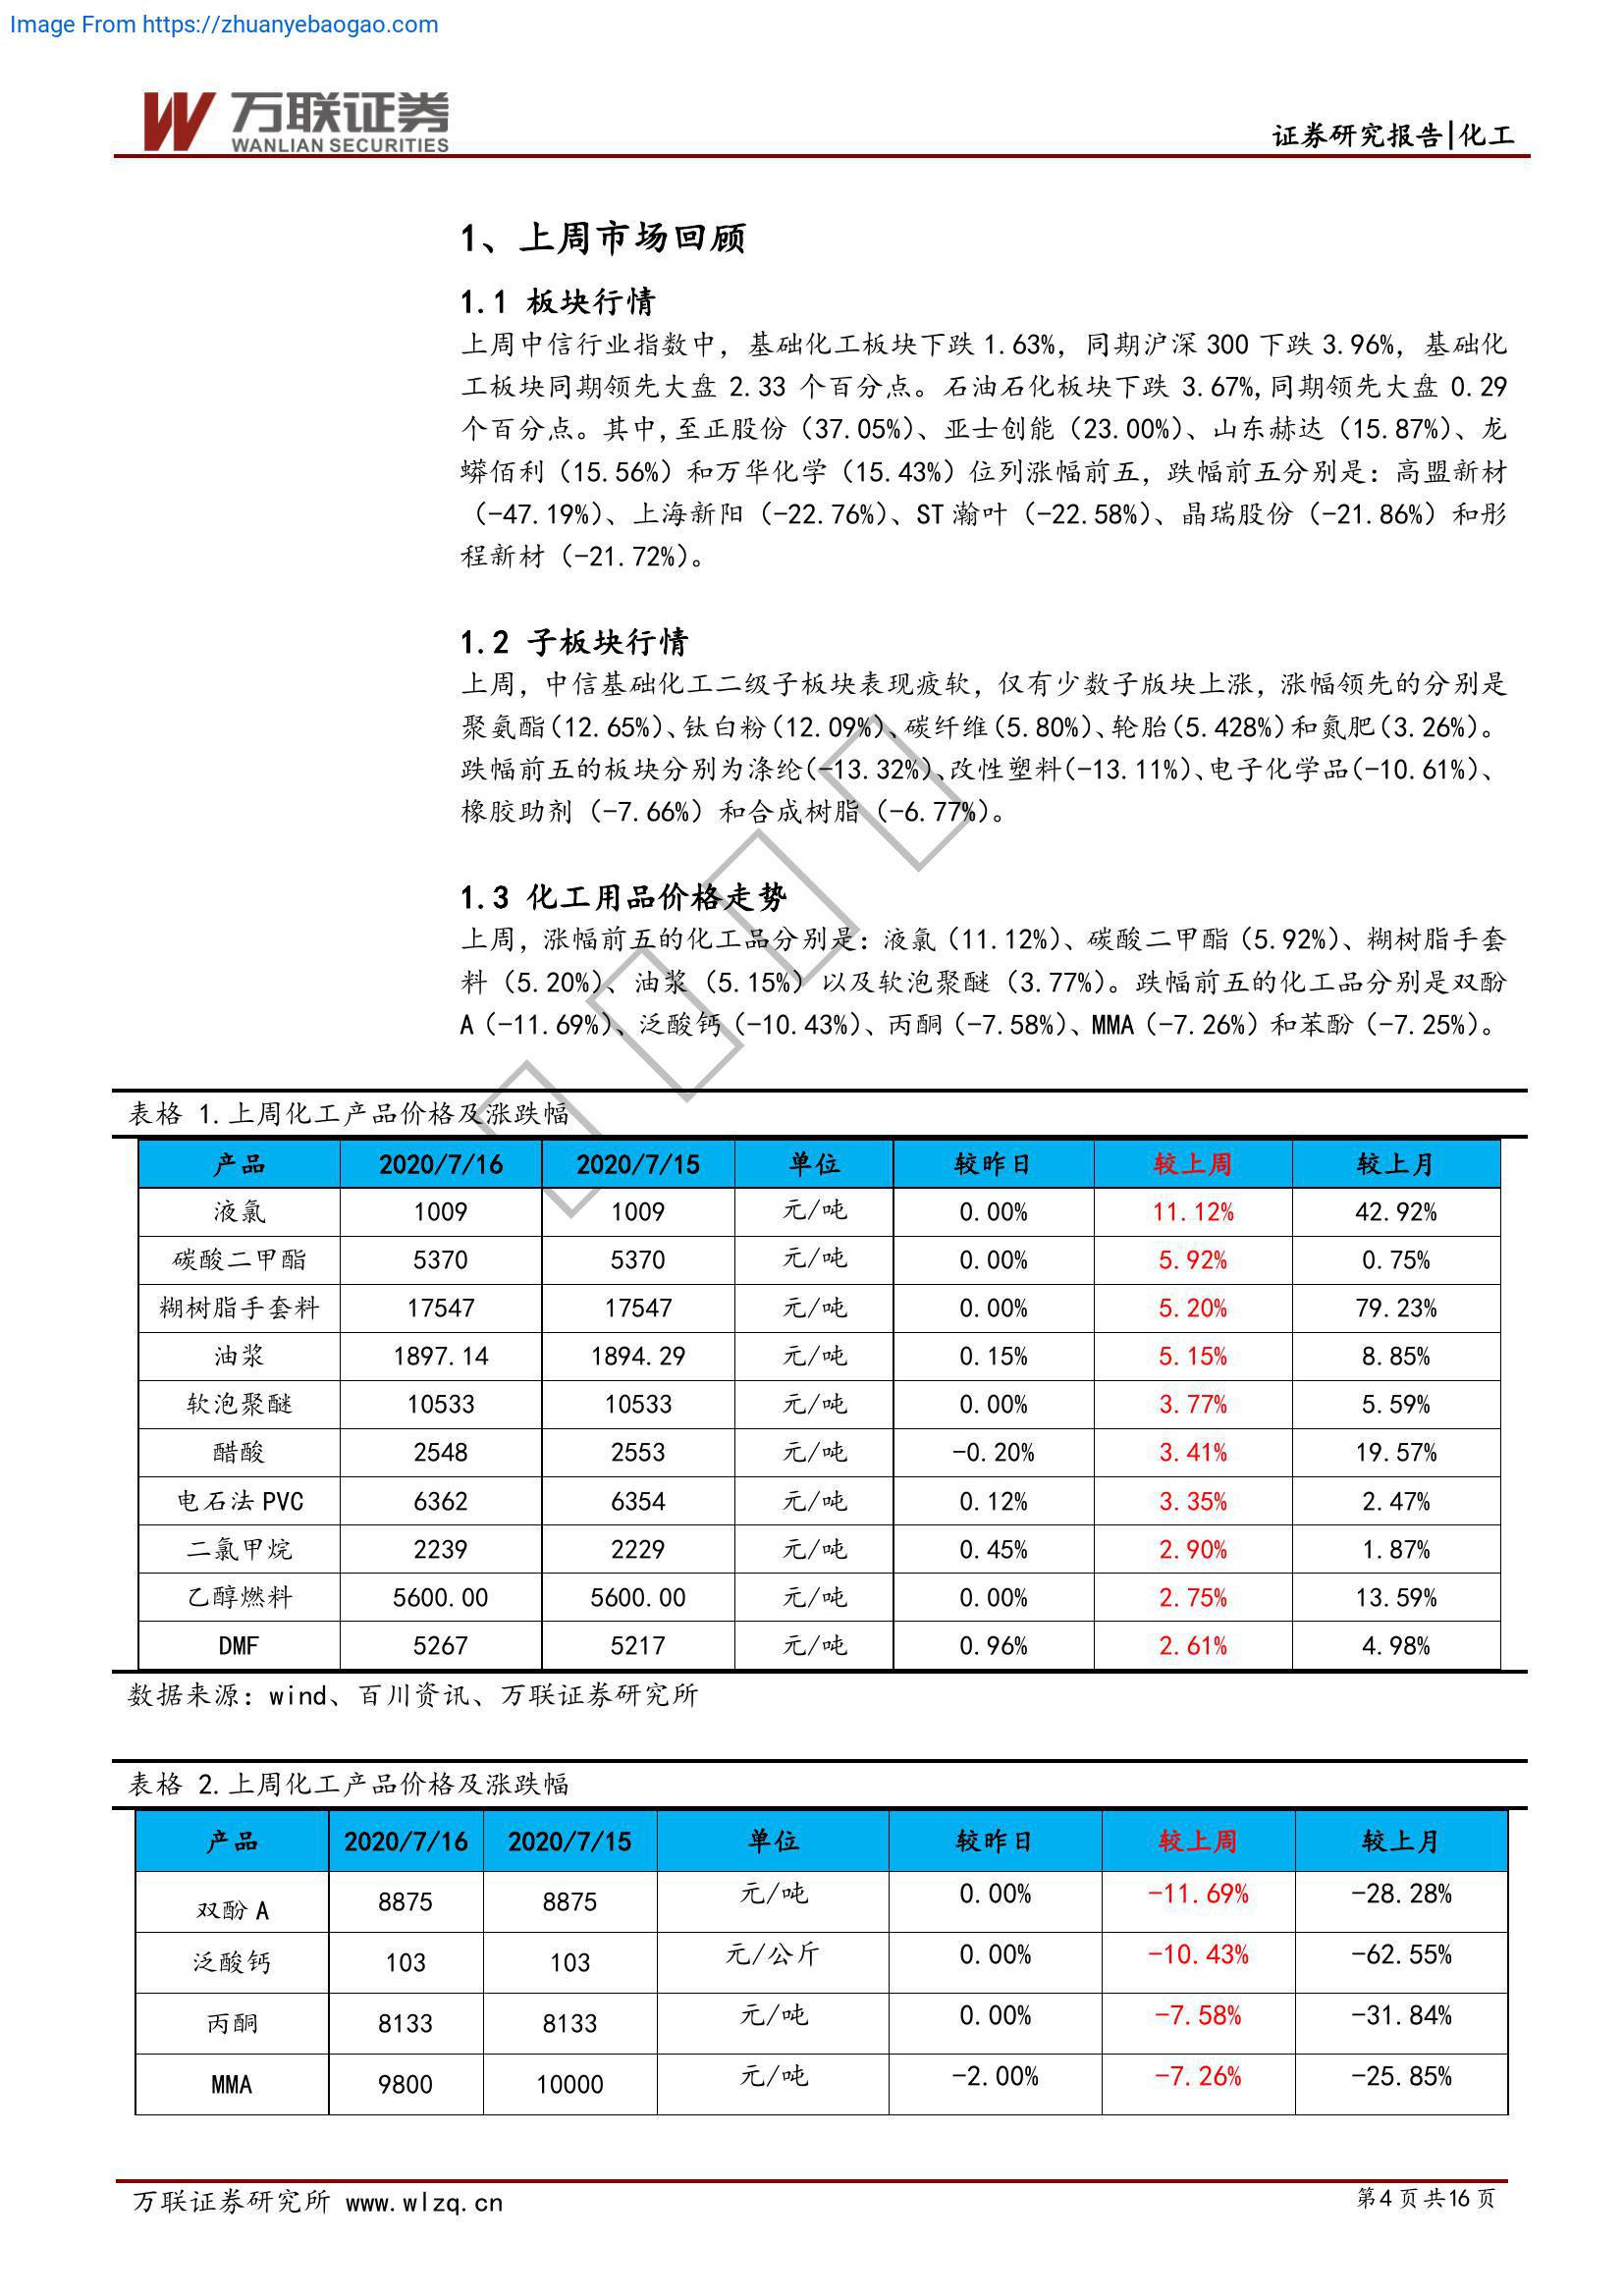 Image From https://zhuanyebaogao.com
万联证券
WANLIAN SECURITIES
证券研究报告|化工
1、上周市场回顾
1.1 板块行情
上周中信行业指数中，基础化工板块下跌 1.63%，同期沪深 300 下跌 3.96%，基础化
工板块同期领先大盘 2.33 个百分点。石油石化板块下跌 3.67%,同期领先大盘 0.29
个百分点。其中,至正股份（37.05%）、亚士创能（23.00%）、山东赫达（15.87%）、龙
蟒佰利（15.56%）和万华化学（15.43%）位列涨幅前五，跌幅前五分别是：高盟新材
（-47.19%）、上海新阳（-22.76%）、ST 瀚叶（-22.58%）、晶瑞股份（-21.86%）和彤
程新材（-21.72%）。
1.2 子板块行情
上周，中信基础化工二级子板块表现疲软，仅有少数子版块上涨，涨幅领先的分别是
聚氨酯（12.65%）、钛白粉（12.09%）、碳纤维（5.80%）、轮胎（5.428%）和氮肥（3.26%）。
跌幅前五的板块分别为涤纶（-13.32%）、改性塑料（-13.11%）、电子化学品（-10.61%）、
橡胶助剂（-7.66%）和合成树脂（-6.77%）。
1.3 化工用品价格走势
上周，涨幅前五的化工品分别是：液氯（11.12%）、碳酸二甲酯（5.92%）、糊树脂手套
料（5.20%）、油浆（5.15%）以及软泡聚醚（3.77%）。跌幅前五的化工品分别是双酚
A（-11.69%）、泛酸钙（-10.43%）、丙酮（-7.58%）、MMA（-7.26%）和苯酚（-7.25%）。
表格 1.上周化工产品价格及涨跌幅
产品 2020/7/16 2020/7/15 单位 较昨日 较上周 较上月
液氯 1009 1009 元/吨 0.00% 11.12% 42.92%
碳酸二甲酯 5370 5370 元/吨 0.00% 5.92% 0.75%
糊树脂手套料 17547 17547 元/吨 0.00% 5.20% 79.23%
油浆 1897.14 1894.29 元/吨 0.15% 5.15% 8.85%
软泡聚醚 10533 10533 元/吨 0.00% 3.77% 5.59%
醋酸 2548 2553 元/吨 -0.20% 3.41% 19.57%
电石法 PVC 6362 6354 元/吨 0.12% 3.35% 2.47%
二氯甲烷 2239 2229 元/吨 0.45% 2.90% 1.87%
乙醇燃料 5600.00 5600.00 元/吨 0.00% 2.75% 13.59%
DMF 5267 5217 元/吨 0.96% 2.61% 4.98%
数据来源：wind、百川资讯、万联证券研究所
表格 2.上周化工产品价格及涨跌幅
产品 2020/7/16 2020/7/15 单位 较昨日 较上周 较上月
双酚 A 8875 8875 元/吨 0.00% -11.69% -28.28%
泛酸钙 103 103 元/公斤 0.00% -10.43% -62.55%
丙酮 8133 8133 元/吨 0.00% -7.58% -31.84%
MMA 9800 10000 元/吨 -2.00% -7.26% -25.85%
万联证券研究所 www.wlzq.cn
第4页共16页